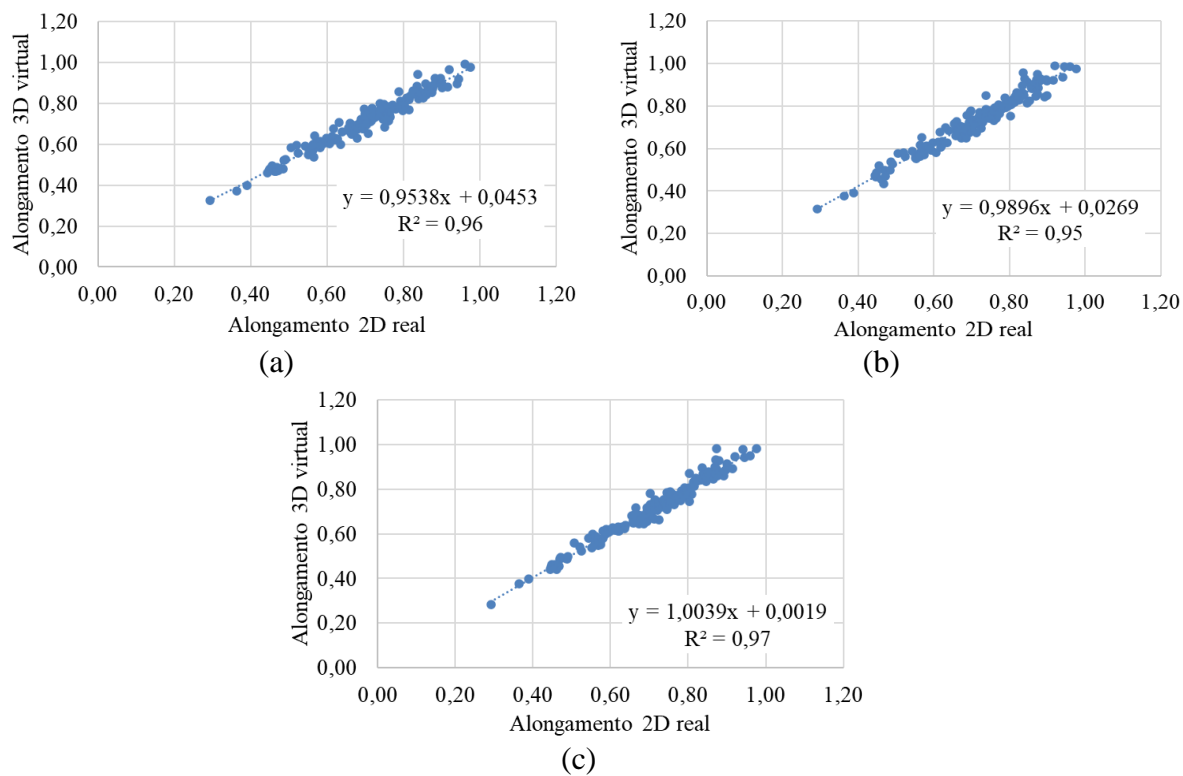 1,20
1,00
0,80
0,60
0,40
0,20
0,00
Alongamento 3D virtual
y = 0,9538x + 0,0453
R² = 0,96
0,00 0,20 0,40 0,60 0,80 1,00 1,20
Alongamento 2D real
(a)
1,20
1,00
0,80
0,60
0,40
0,20
0,00
Alongamento 3D virtual
y = 0,9896x + 0,0269
R² = 0,95
0,00 0,20 0,40 0,60 0,80 1,00 1,20
Alongamento 2D real
(b)
1,20
1,00
0,80
0,60
0,40
0,20
0,00
Alongamento 3D virtual
y = 1,0039x + 0,0019
R² = 0,97
0,00 0,20 0,40 0,60 0,80 1,00 1,20
Alongamento 2D real
(c)